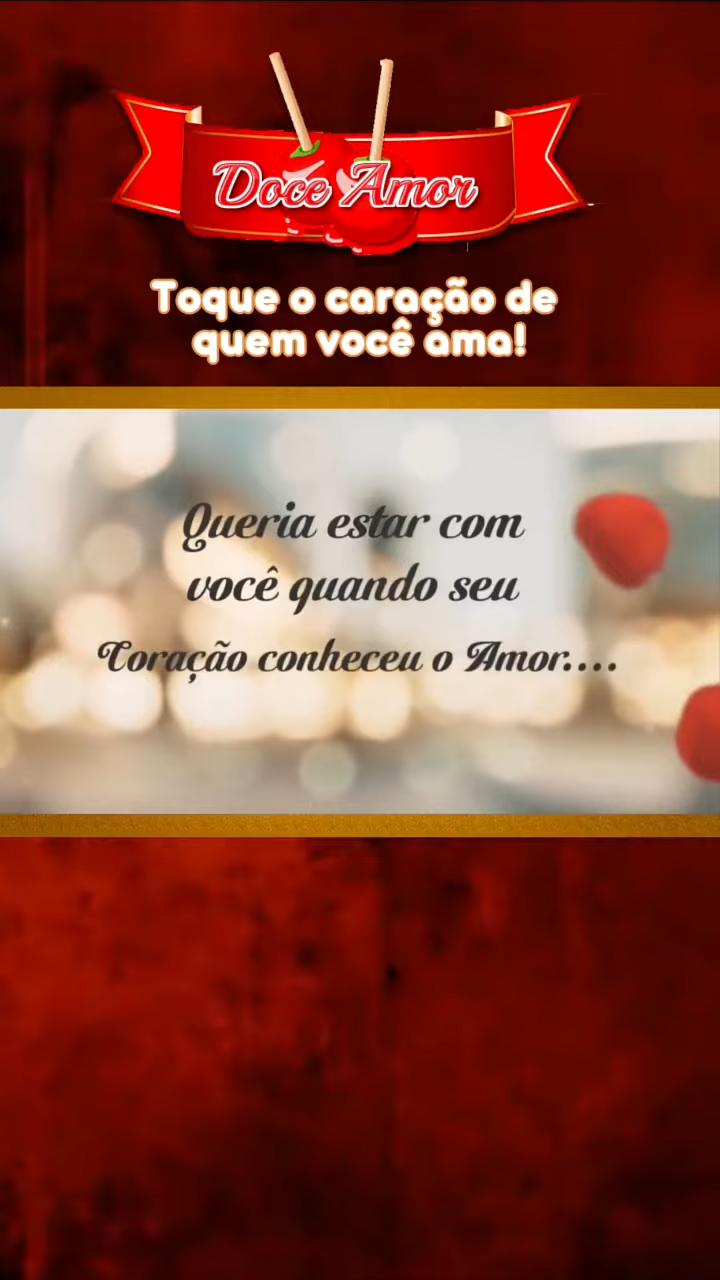 Doce Amor
Toque o caração de
quem você ama!
Queria estar com
você quando seu
Coração conheceu o Amor....